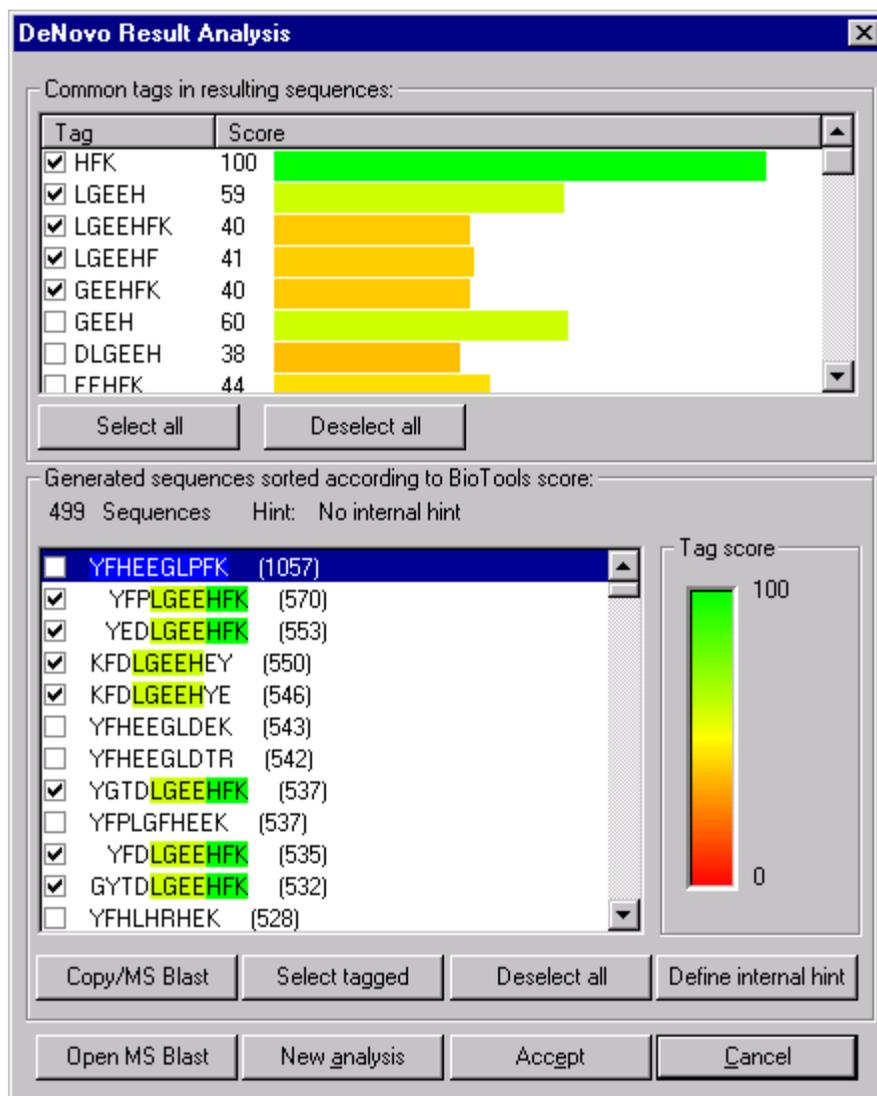 DeNovo Result Analysis
Common tags in resulting sequences:
Tag Score
HFK 100
LGEEH 59
LGEEHFK 40
LGEEHF 41
GEEHFK 40
GEEH 60
DLGEEH 38
EEHFK 44
Select all Deselect all
Generated sequences sorted according to BioTools score:
499 Sequences Hint: No internal hint
Tag score
100
0
YFHEEGLPFK (1057)
YFPLGEEHFK (570)
YEDLGEEHFK (553)
KFDLGEEHEY (550)
KFDLGEEHYE (546)
YFHEEGLDEK (543)
YFHEEGLDTR (542)
YGTDLGEEHFK (537)
YFPLGFHEEK (537)
YFDLGEEHFK (535)
GYTDLGEEHFK (532)
YFHLHRHEK (528)
Copy/MS Blast Select tagged Deselect all Define internal hint
Open MS Blast New analysis Accept Cancel